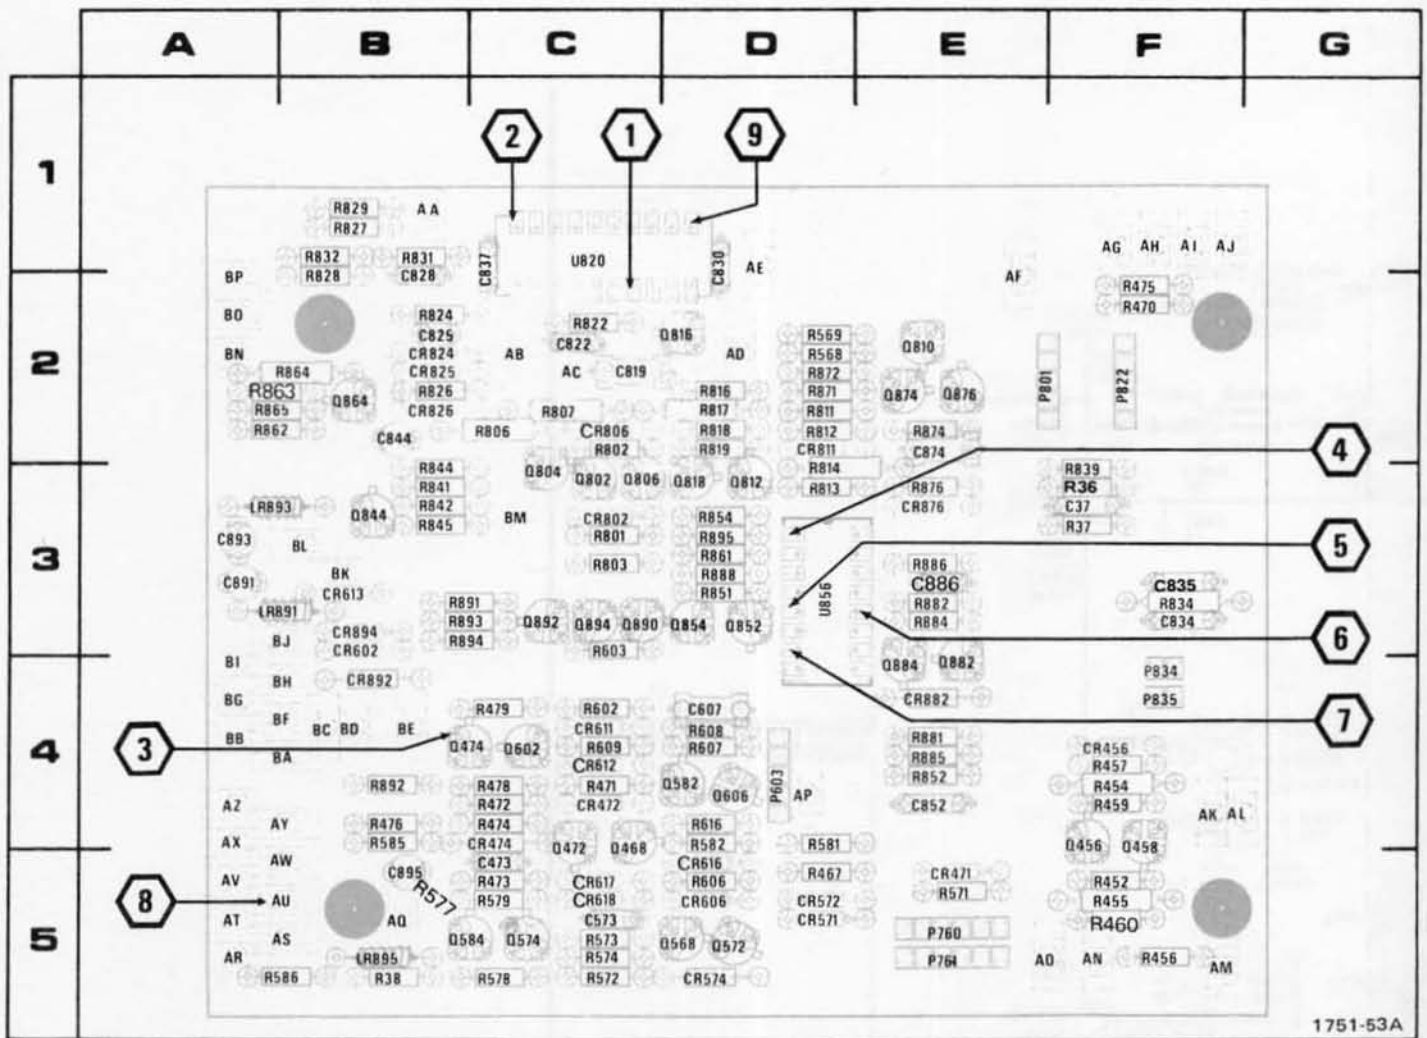 A B C D E F G
1 2 3 4 5
2 1 9
R829 AA
R827
AG AH AI AJ
R832 R831 C837 U820 C830 AE
BP R828 C828 AF
R475
BO R824 R822 R470
C825 C822 Q816 R569 Q810
BN CR824 AB AD R568
R864 CR825 AC C819 R872 P801 P822
R863 Q864 R826 R816 R871 Q874 Q876
R865 CR826 R807 R817 R811
R862 C844 R806 CR806 R818 R812 R874
R802 R819 CR811 C874 4
R844 Q804 Q802 Q806 Q818 Q812 R814 R839
R841 R813 R876 R36
LR893 Q844 R842 BM CR802 R854 CR876 C37
R845 R801 R895 R37
C893 BL R861 5
R803 R886
C891 BK R888 C886 C835
CR613 R851 U856
LR891 R891 R882 R834
R893 Q892 Q894 Q890 Q854 Q852 R884 C834
BJ CR894 R894 6
CR602 R603
BI Q884 Q882 P834
BH CR892
BG CR882 P835
R479 R602 C607
BF BC BD BE CR611 R608 7
BB R881
3 Q474 Q602 R609 R607 CR456
BA CR612 R885 R457
R892 R478 R471 Q582 Q606 P603 AP R852 R454
AZ R472 CR472 C852 R459 AK AL
AY R476 R474 R616
AX R585 CR474 Q472 Q468 R582 R581 Q456 Q458
AW C895 C473 CR616 R467 CR471
AV R577 R473 CR617 R606 R571 R452
8 AU R579 CR618 CR606 CR572 R455
AT AQ C573 CR571 R460
AS Q584 Q574 R573 Q568 Q572 P760
AR LR895 R574 P764 AO AN R456 AM
R586 R38 R578 R572 CR574
1751-53A